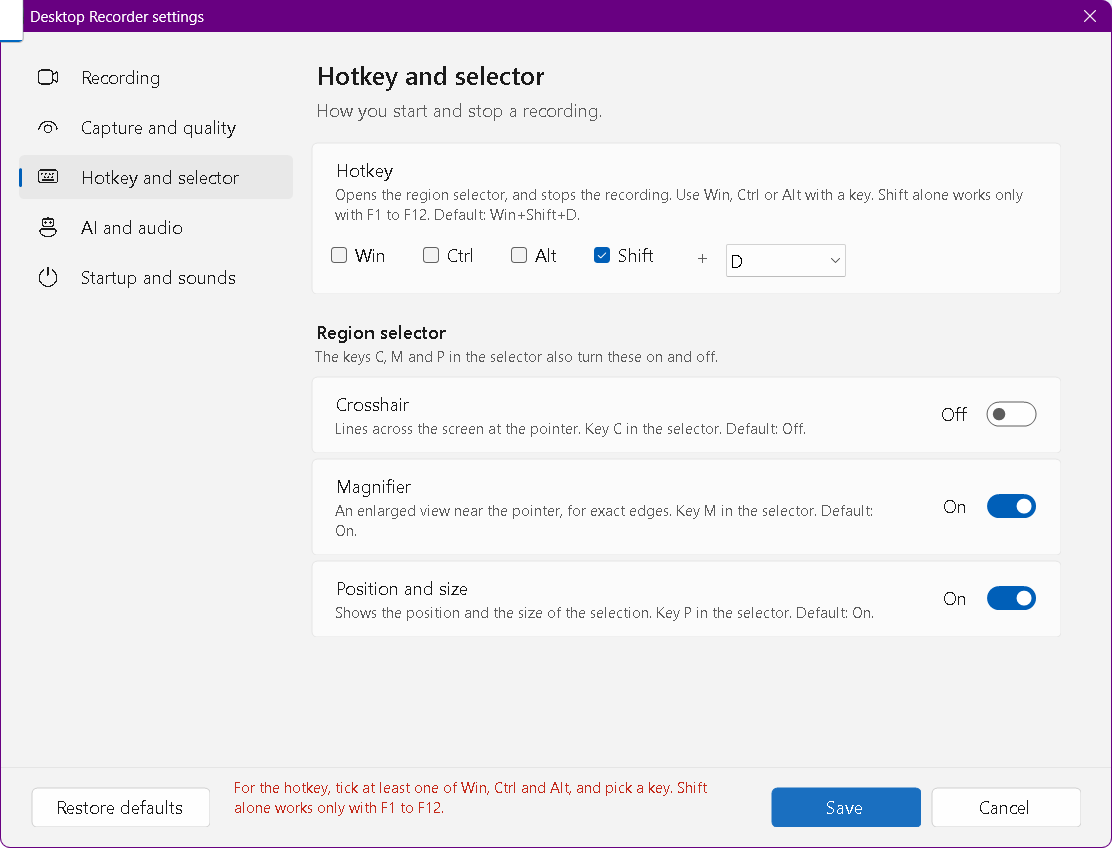 Desktop Recorder settings
Recording
Capture and quality
Hotkey and selector
AI and audio
Startup and sounds
Hotkey and selector
How you start and stop a recording.
Hotkey
Opens the region selector, and stops the recording. Use Win, Ctrl or Alt with a key. Shift alone works only
with F1 to F12. Default: Win+Shift+D.
Win Ctrl Alt Shift + D
Region selector
The keys C, M and P in the selector also turn these on and off.
Crosshair
Lines across the screen at the pointer. Key C in the selector. Default: Off.
Off
Magnifier
An enlarged view near the pointer, for exact edges. Key M in the selector. Default:
On.
On
Position and size
Shows the position and the size of the selection. Key P in the selector. Default: On.
On
Restore defaults
For the hotkey, tick at least one of Win, Ctrl and Alt, and pick a key. Shift
alone works only with F1 to F12.
Save
Cancel